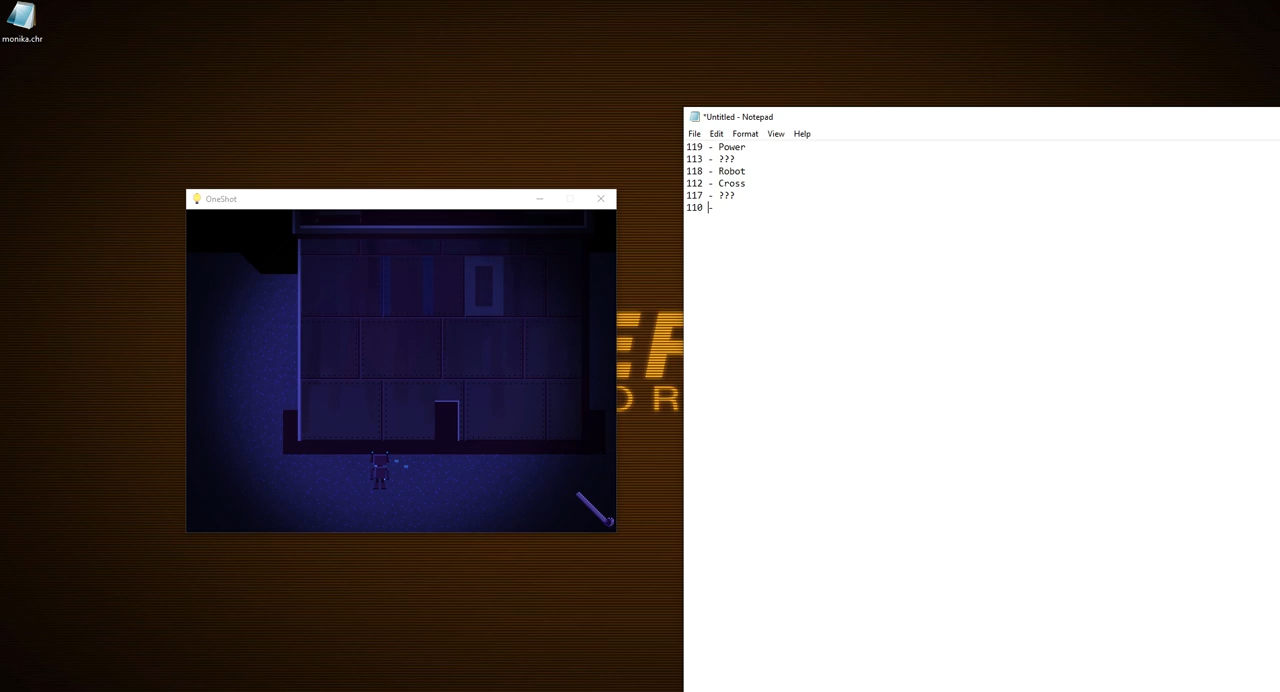 monika.chr
OneShot
*Untitled - Notepad
File Edit Format View Help
119 - Power
113 - ???
118 - Robot
112 - Cross
117 - ???
110 -